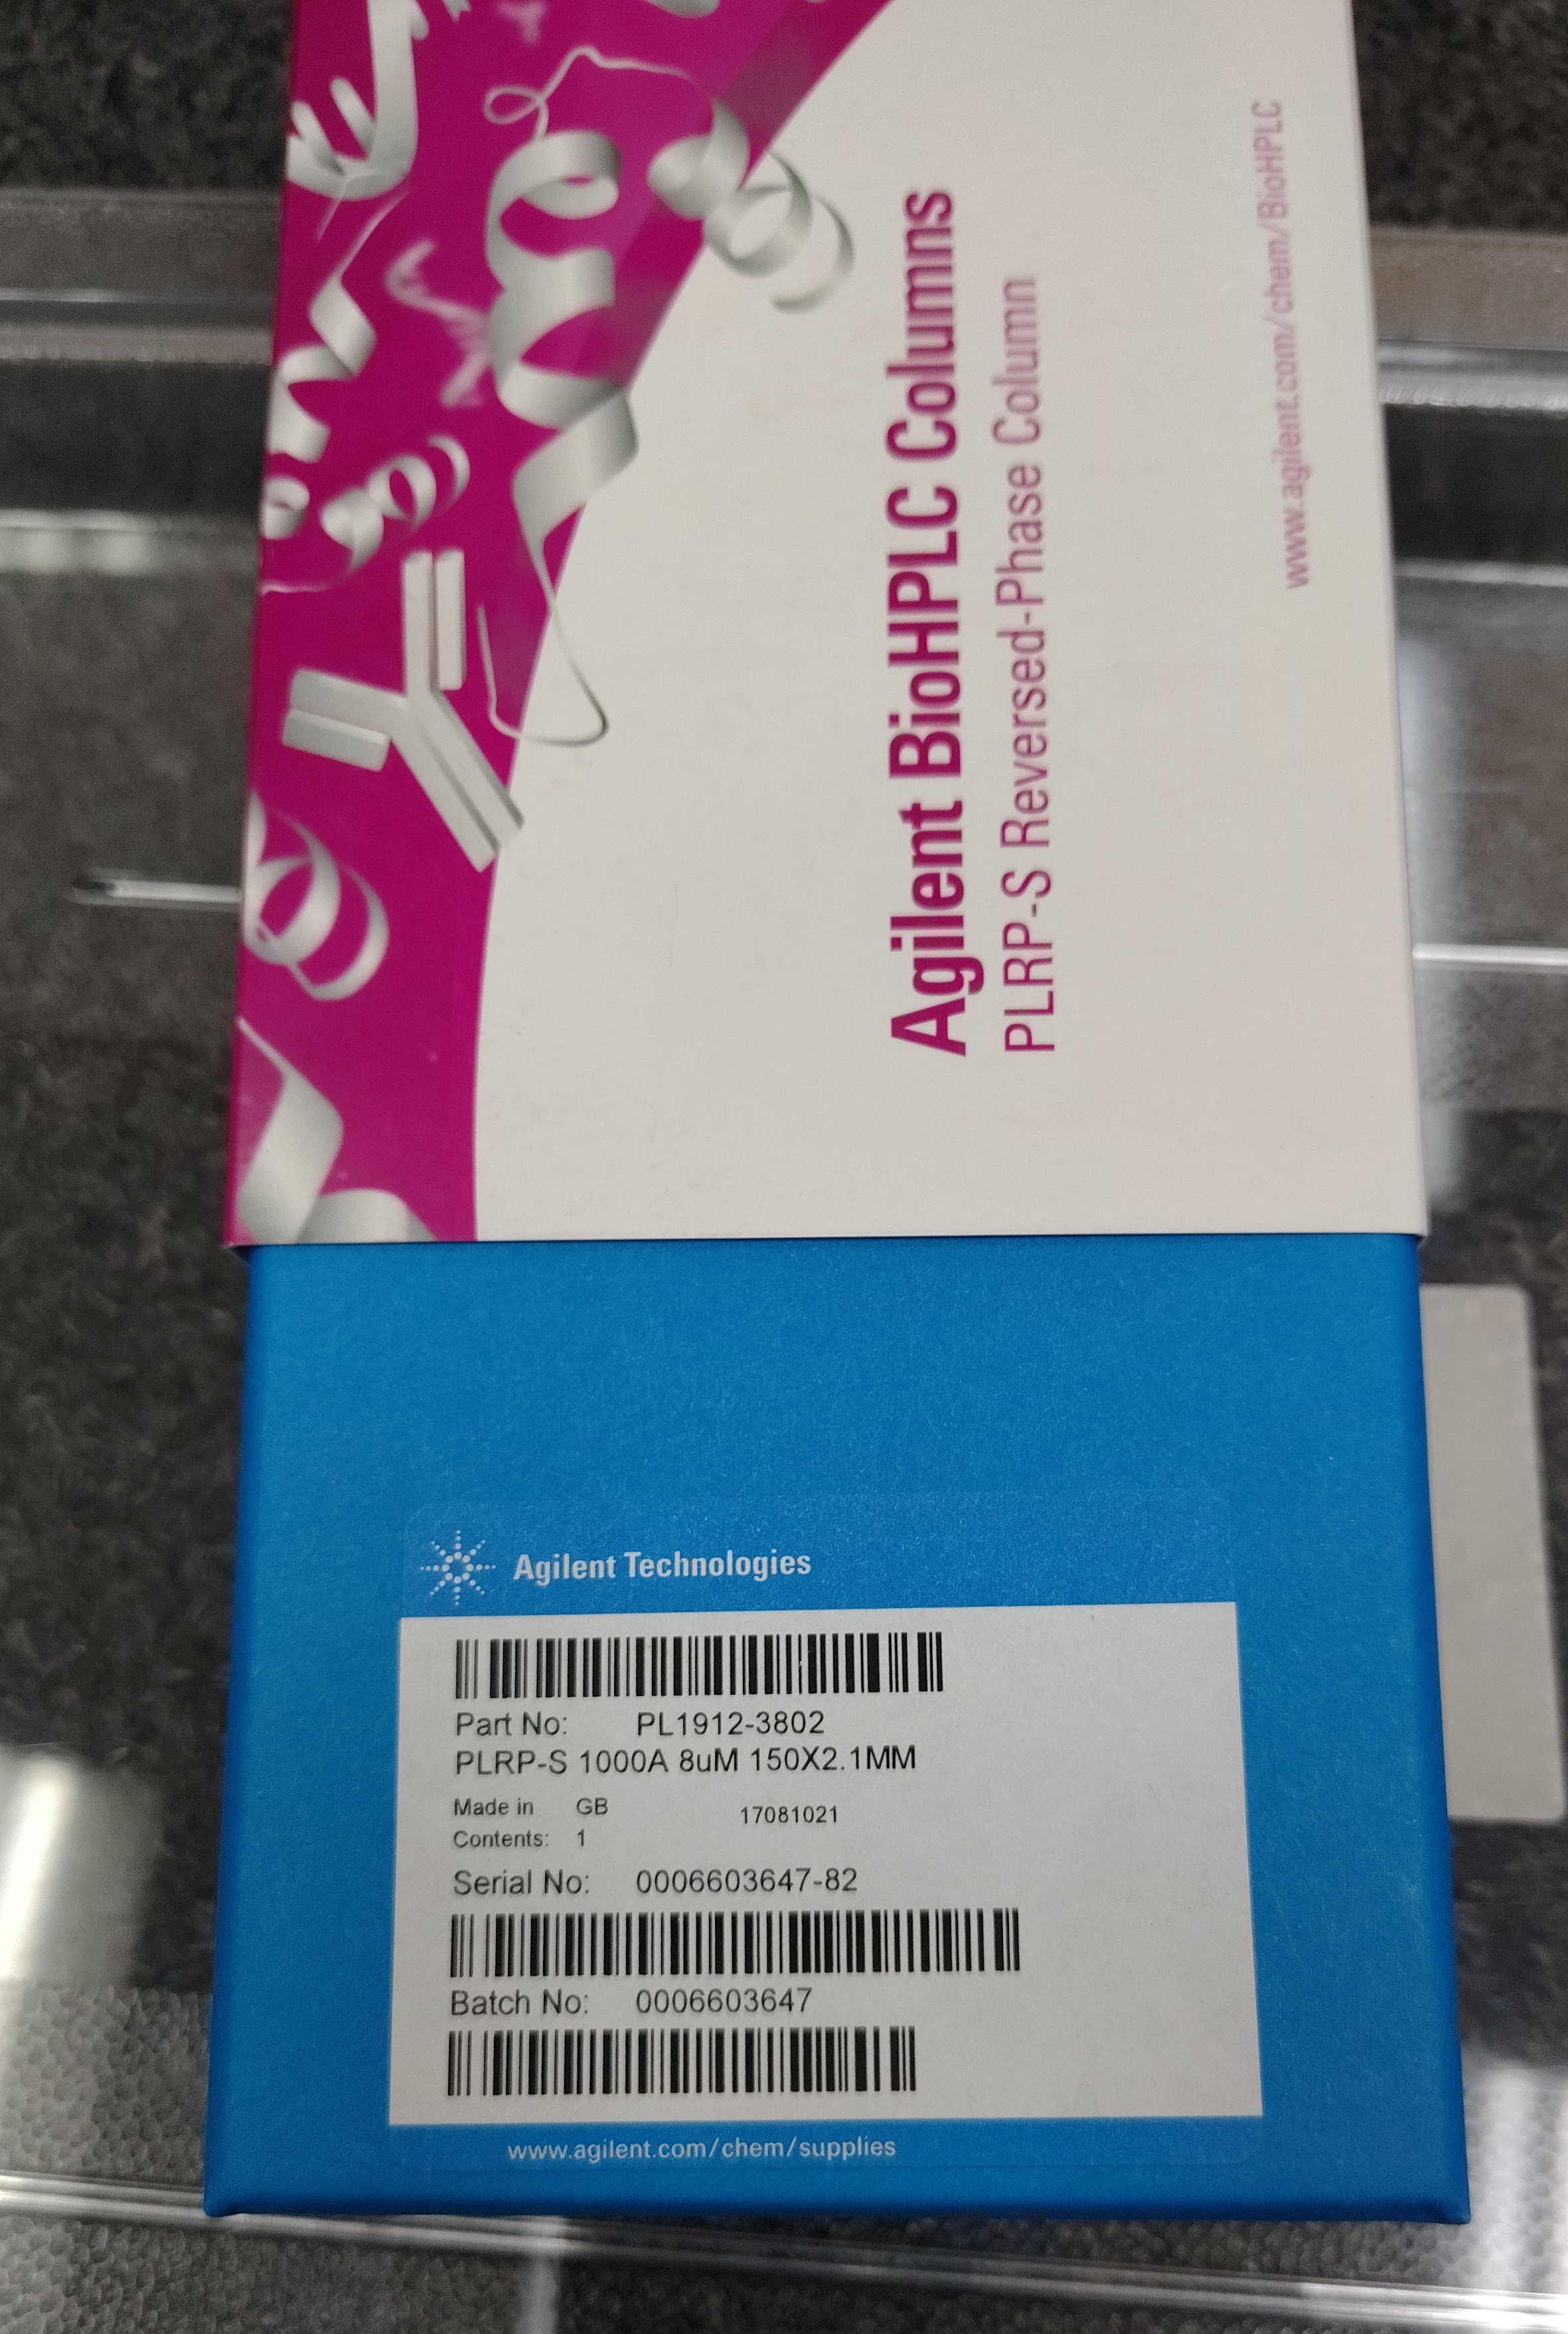 Agilent BioHPLC Columns
PLRP-S Reversed-Phase Column
www.agilent.com/chem/BioHPLC
Agilent Technologies
Part No: PL1912-3802
PLRP-S 1000A 8uM 150X2.1MM
Made in GB 17081021
Contents: 1
Serial No: 0006603647-82
Batch No: 0006603647
www.agilent.com/chem/supplies